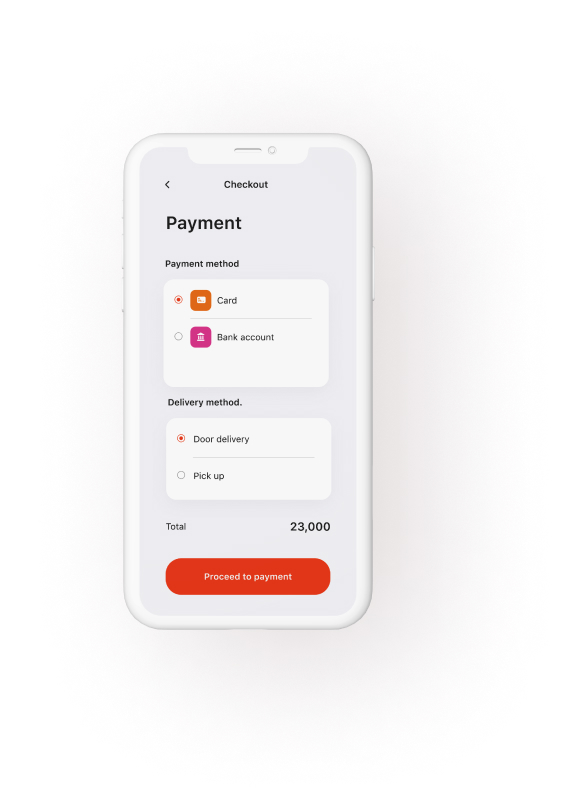 Checkout
Payment
Payment method
Card
Bank account
Delivery method.
Door delivery
Pick up
Total 23,000
Proceed to payment